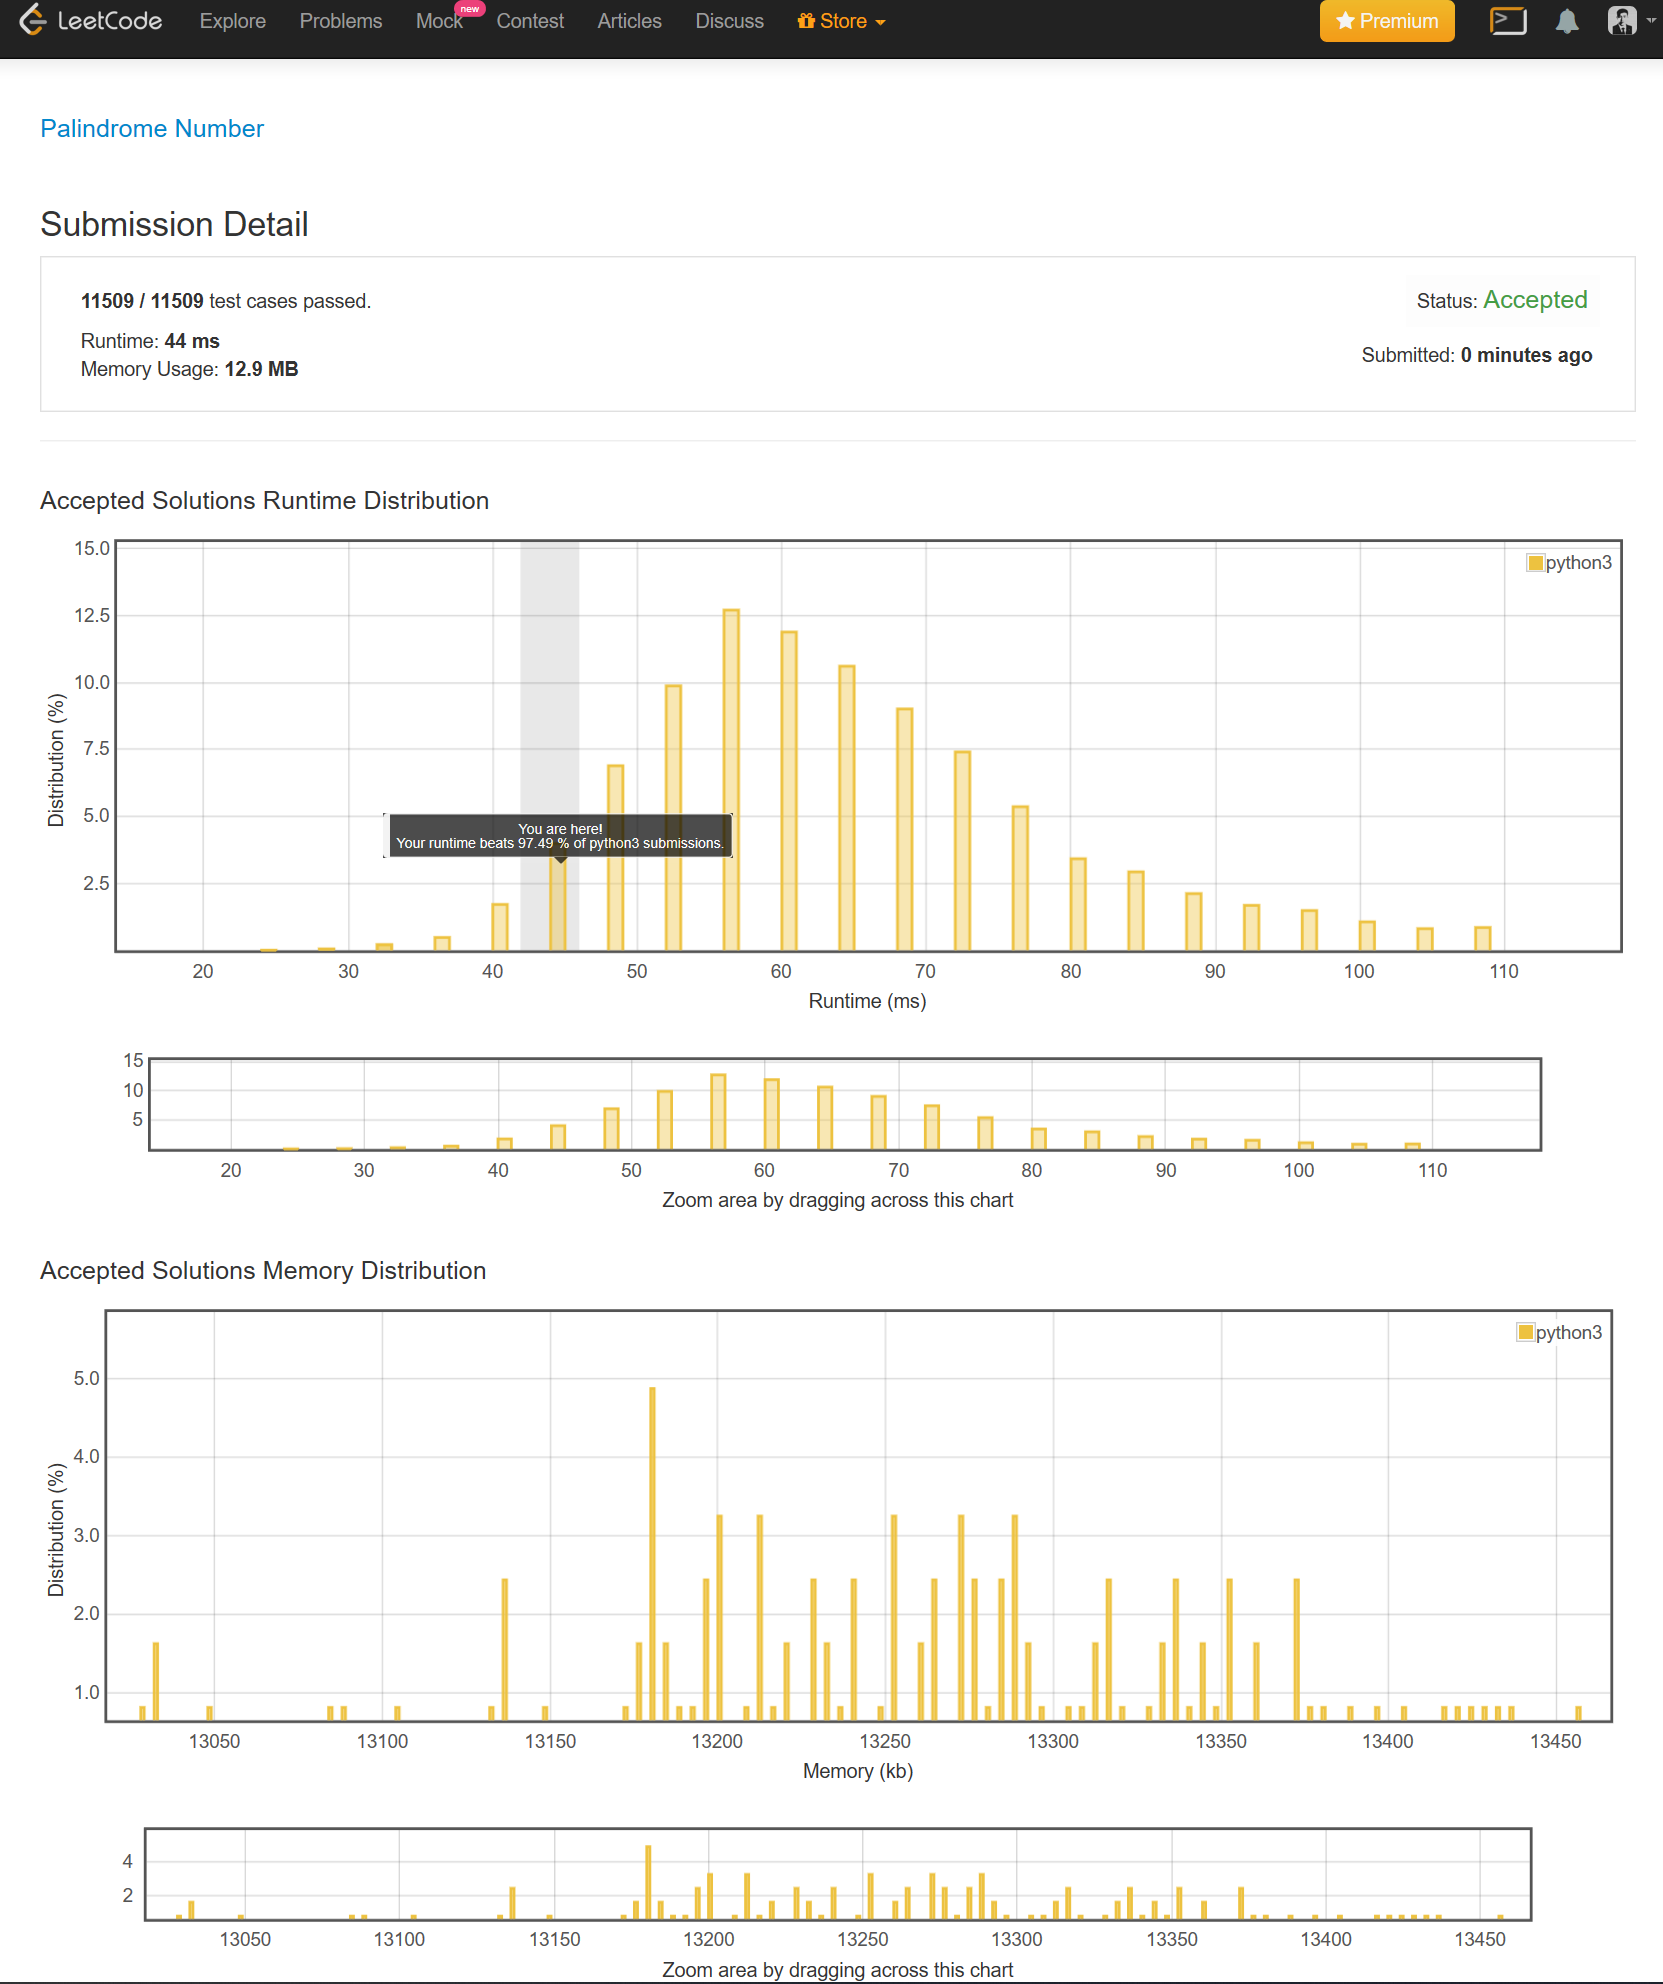 LeetCode Explore Problems Mock new Contest Articles Discuss Store Premium
Palindrome Number
Submission Detail
11509 / 11509 test cases passed.
Status: Accepted
Runtime: 44 ms
Submitted: 0 minutes ago
Memory Usage: 12.9 MB
Accepted Solutions Runtime Distribution
python3
15.0
12.5
10.0
7.5
5.0
2.5
Distribution (%)
You are here!
Your runtime beats 97.49 % of python3 submissions.
20 30 40 50 60 70 80 90 100 110
Runtime (ms)
15
10
5
20 30 40 50 60 70 80 90 100 110
Zoom area by dragging across this chart
Accepted Solutions Memory Distribution
python3
5.0
4.0
3.0
2.0
1.0
Distribution (%)
13050 13100 13150 13200 13250 13300 13350 13400 13450
Memory (kb)
4
2
13050 13100 13150 13200 13250 13300 13350 13400 13450
Zoom area by dragging across this chart